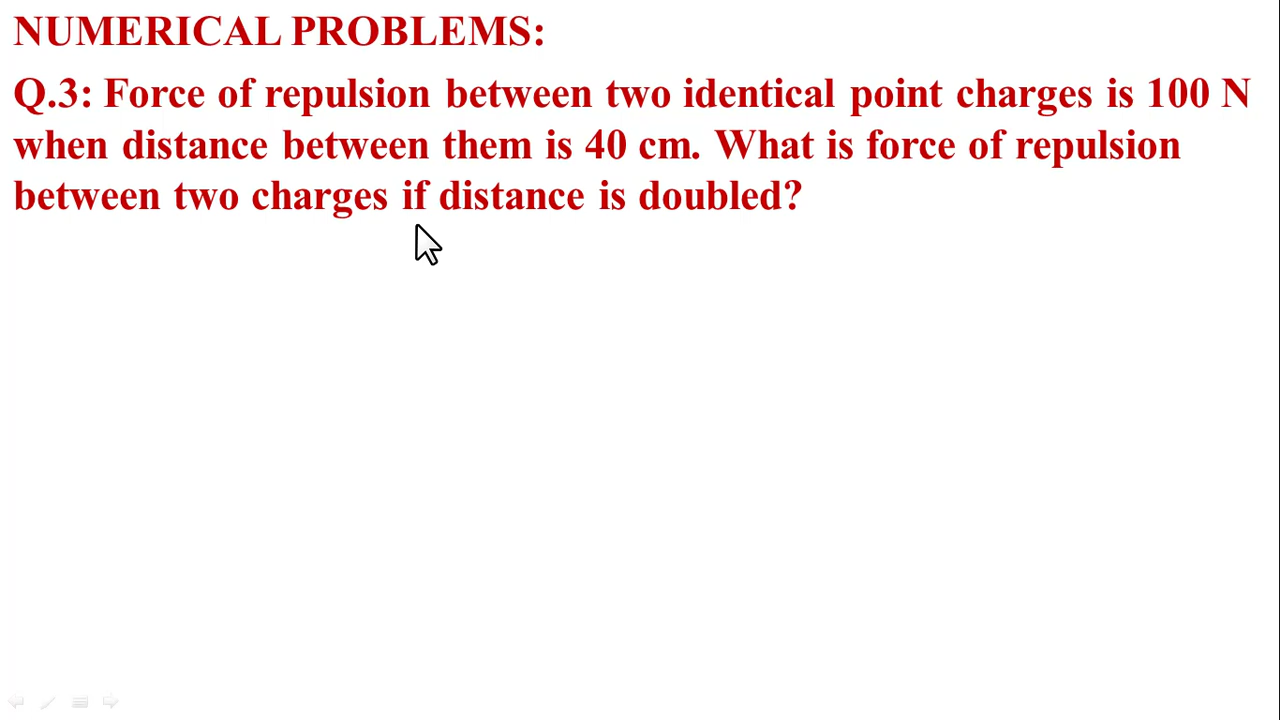 NUMERICAL PROBLEMS:
Q.3: Force of repulsion between two identical point charges is 100 N
when distance between them is 40 cm. What is force of repulsion
between two charges if distance is doubled?